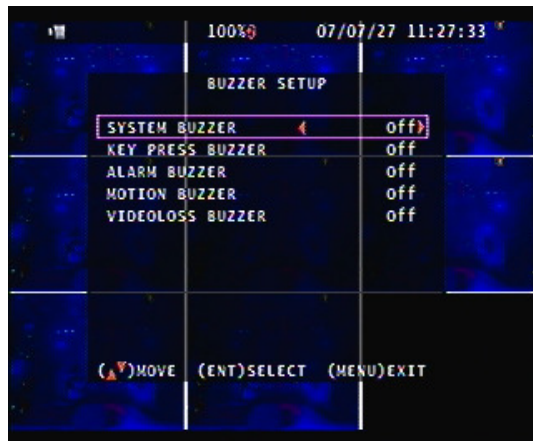 100% 07/07/27 11:27:33
BUZZER SETUP
SYSTEM BUZZER Off
KEY PRESS BUZZER Off
ALARM BUZZER Off
MOTION BUZZER Off
VIDEOLOSS BUZZER Off
(▲▼)MOVE (ENT)SELECT (MENU)EXIT